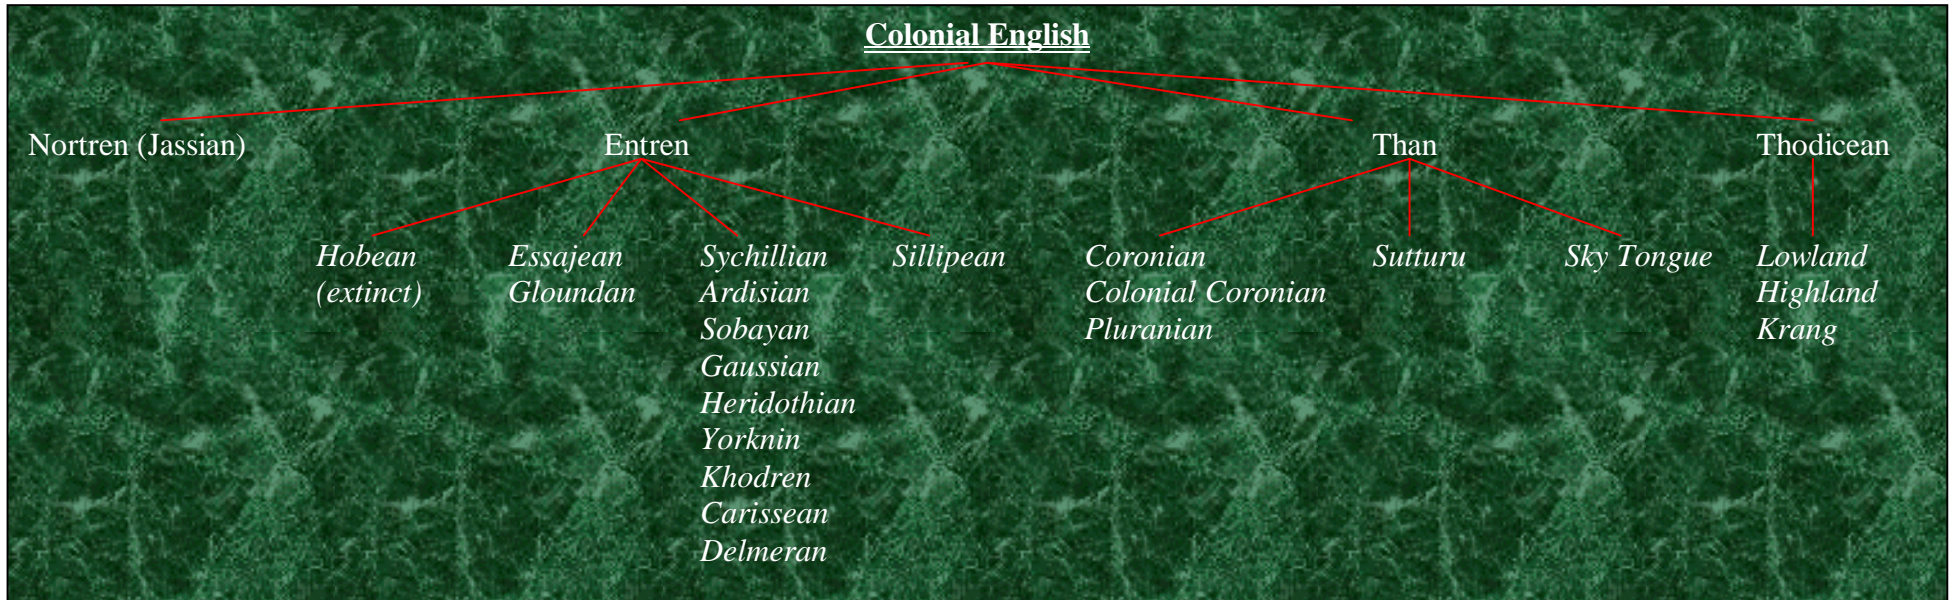 Colonial English
Nortren (Jassian)
Entren
Than
Thodicean
Hobean
(extinct)
Essajean
Gloundan
Sychillian
Ardisian
Sobayan
Gaussian
Heridothian
Yorknin
Khodren
Carissean
Delmeran
Sillipean
Coronian
Colonial Coronian
Pluranian
Sutturu
Sky Tongue
Lowland
Highland
Krang